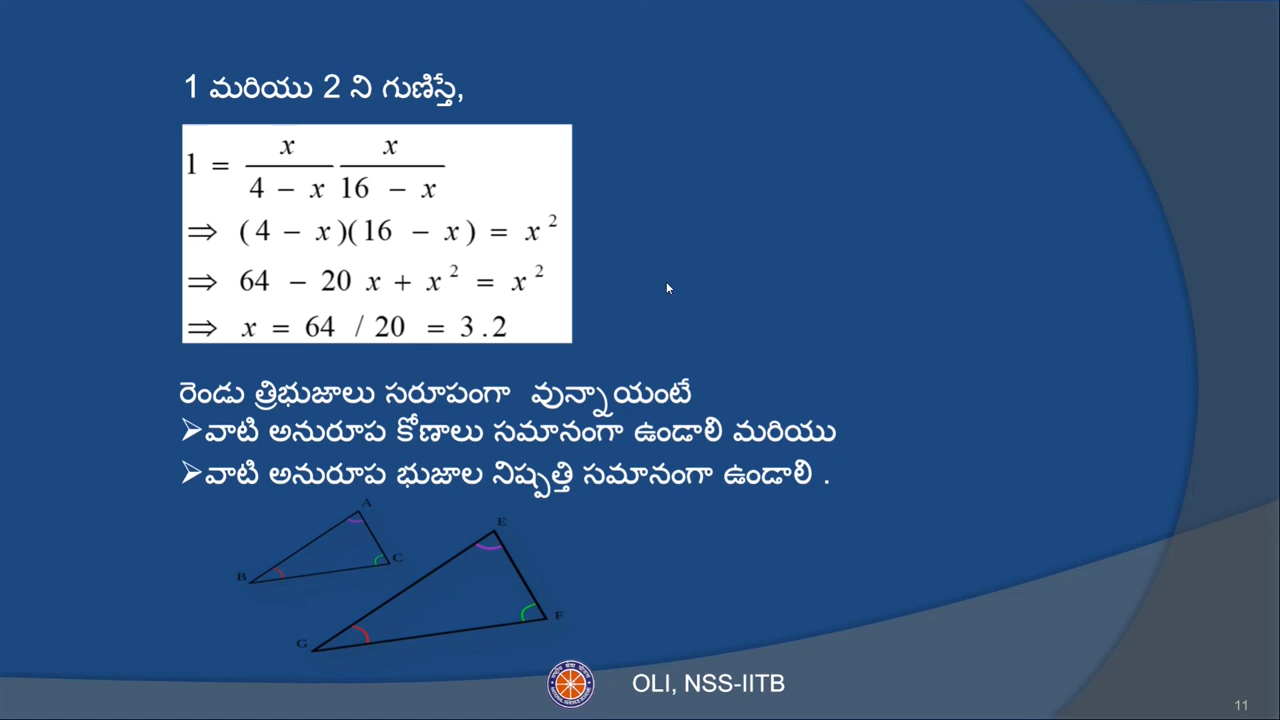 1 మరియు 2 ని గుణిస్తే,
1 = x/(4 − x) x/(16 − x)
⇒ (4 − x)(16 − x) = x²
⇒ 64 − 20 x + x² = x²
⇒ x = 64 / 20 = 3.2
రెండు త్రిభుజాలు సరూపంగా వున్నాయంటే
➢వాటి అనురూప కోణాలు సమానంగా ఉండాలి మరియు
➢వాటి అనురూప భుజాల నిష్పత్తి సమానంగా ఉండాలి .
A
E
B
C
F
G
OLI, NSS-IITB
11